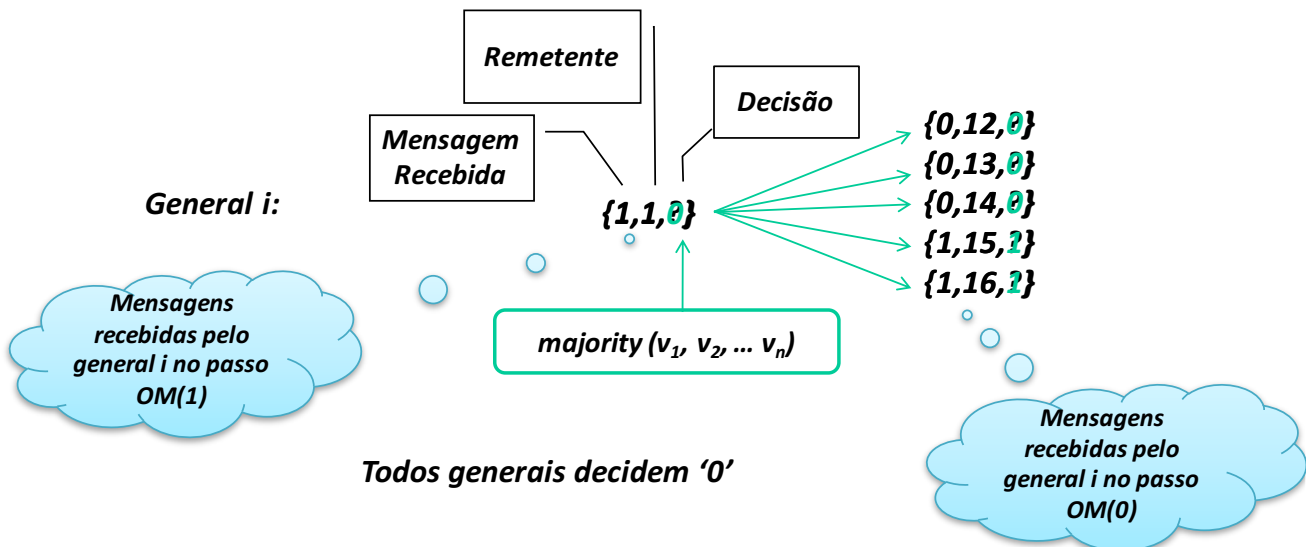 Remetente
Decisão
Mensagem
Recebida
General i:
{1,1,0}
{0,12,0}
{0,13,0}
{0,14,0}
{1,15,1}
{1,16,1}
majority (v₁, v₂, … vₙ)
Mensagens
recebidas pelo
general i no passo
OM(1)
Todos generais decidem ‘0’
Mensagens
recebidas pelo
general i no passo
OM(0)